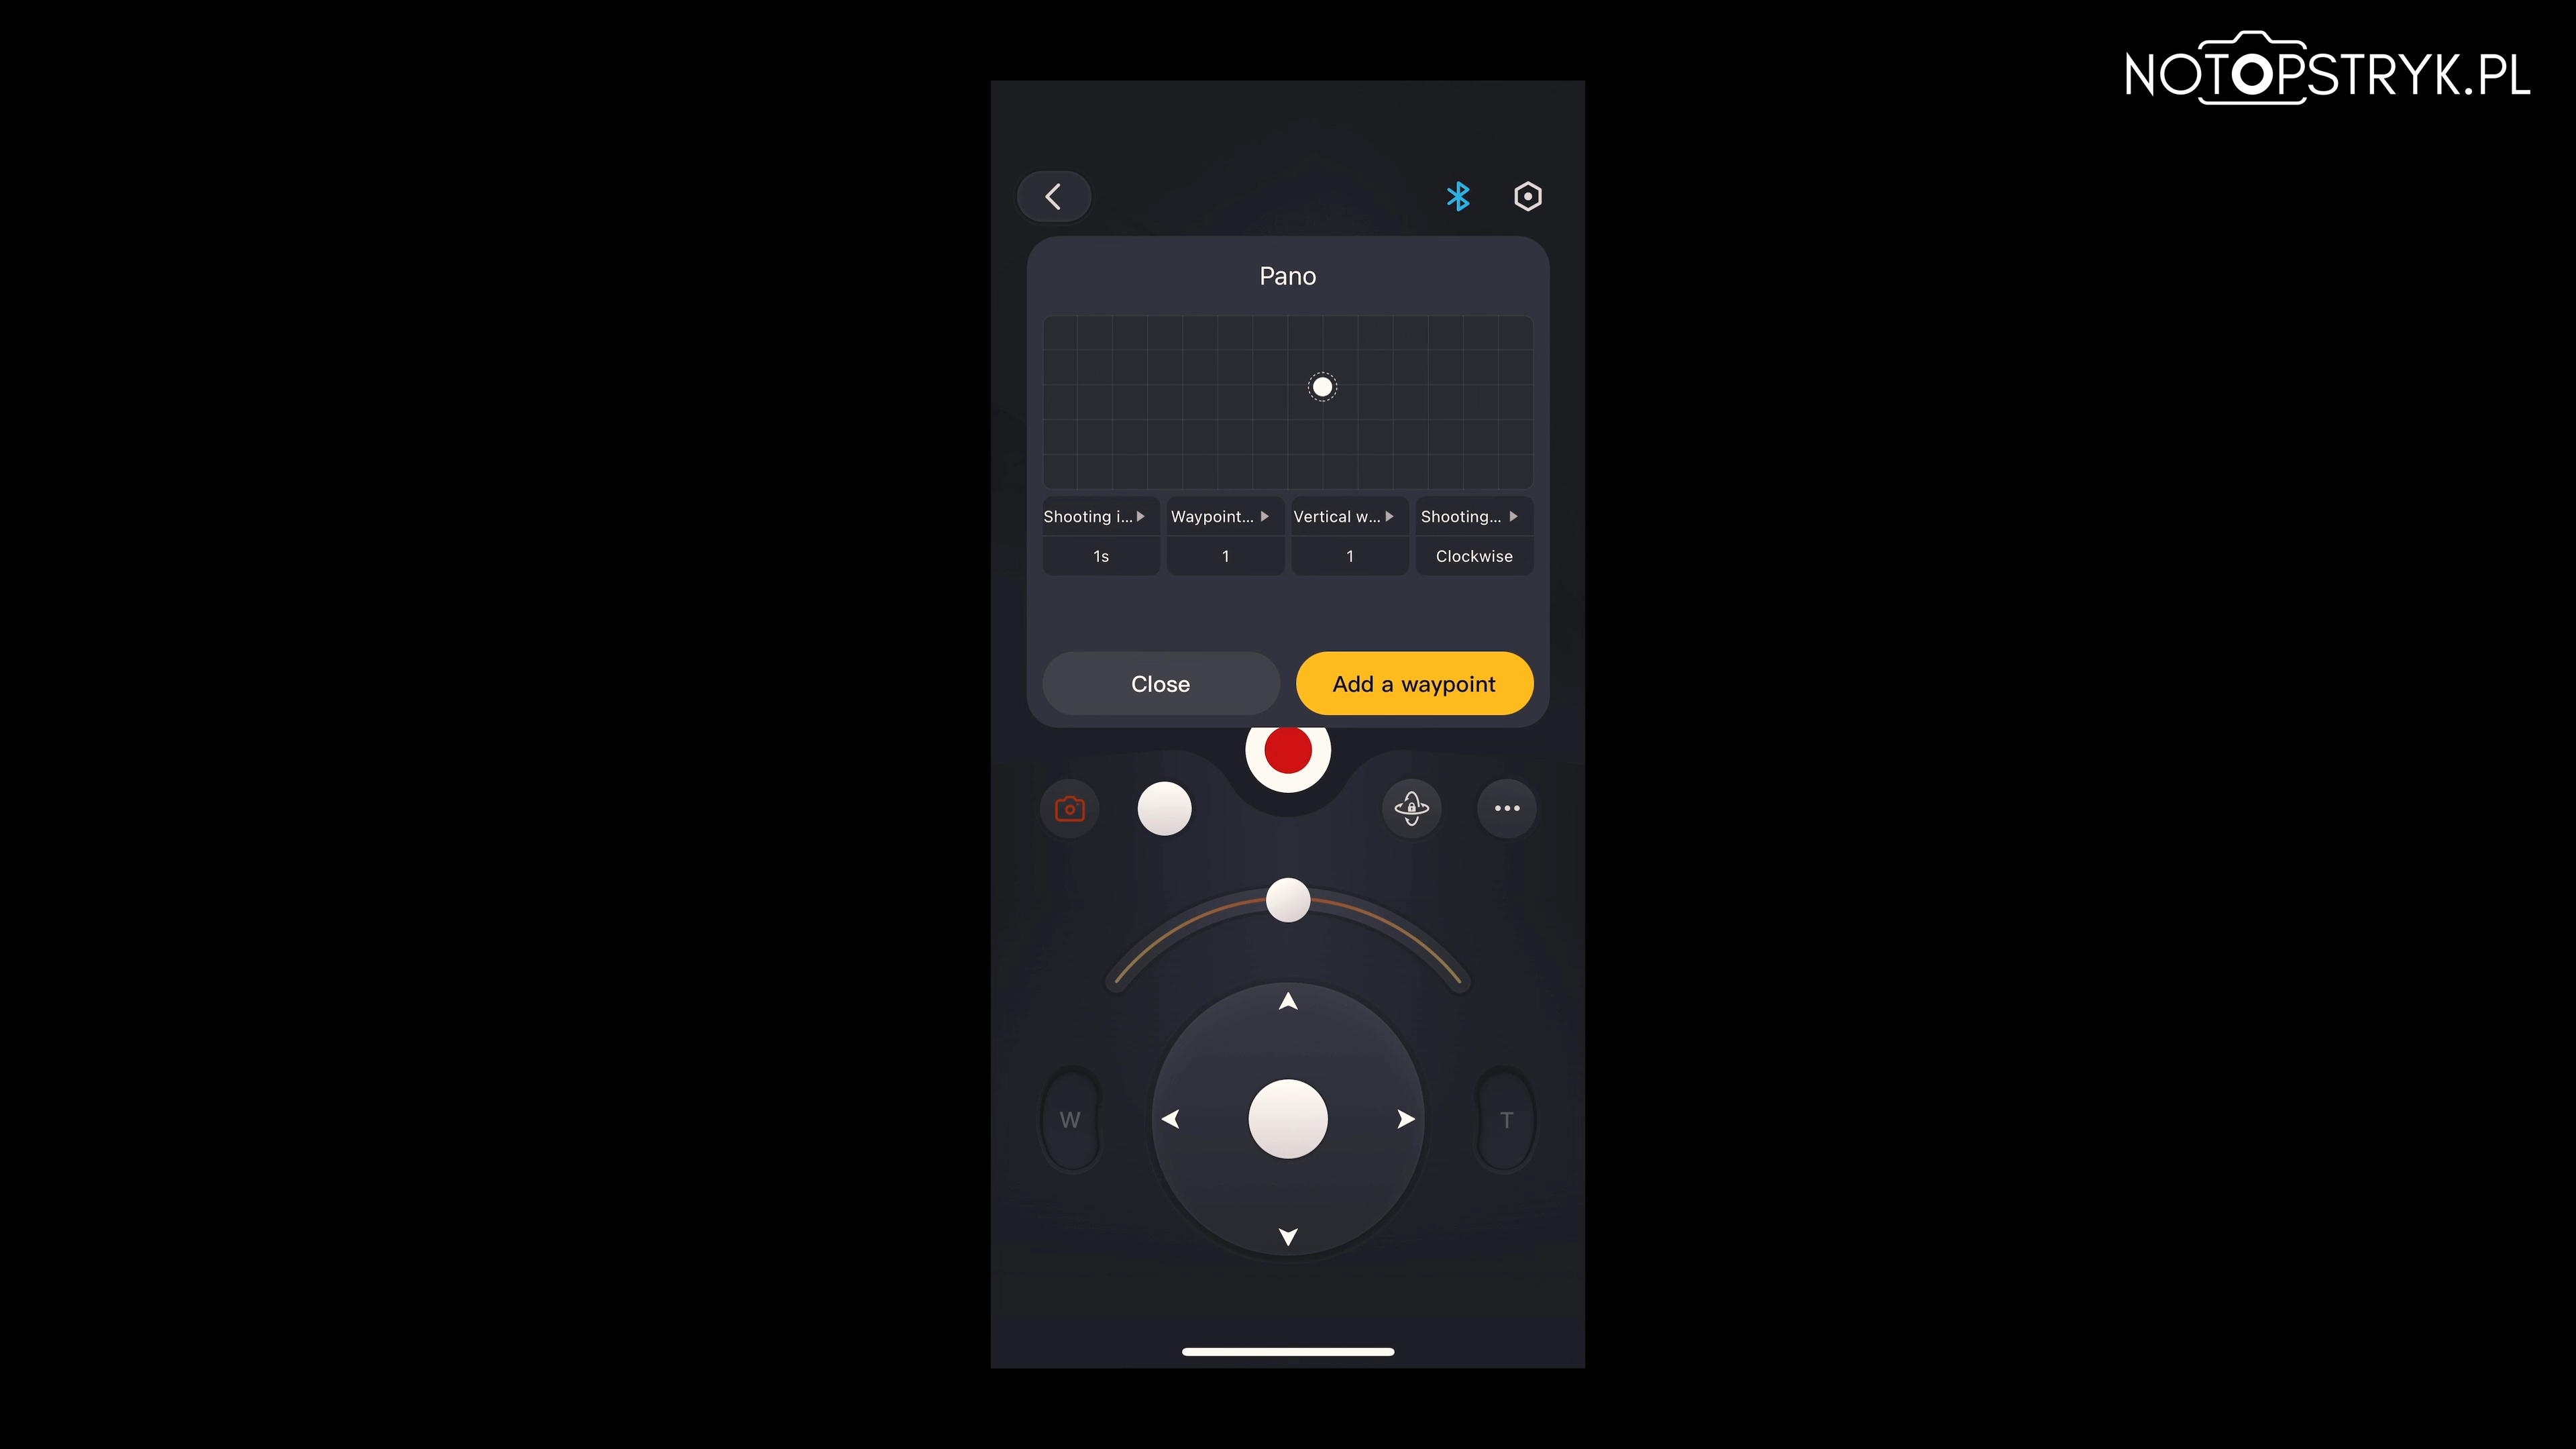 NOTOPSTRYK.PL
Pano
Shooting i... Waypoint... Vertical w... Shooting...
1s 1 1 Clockwise
Close Add a waypoint
W T